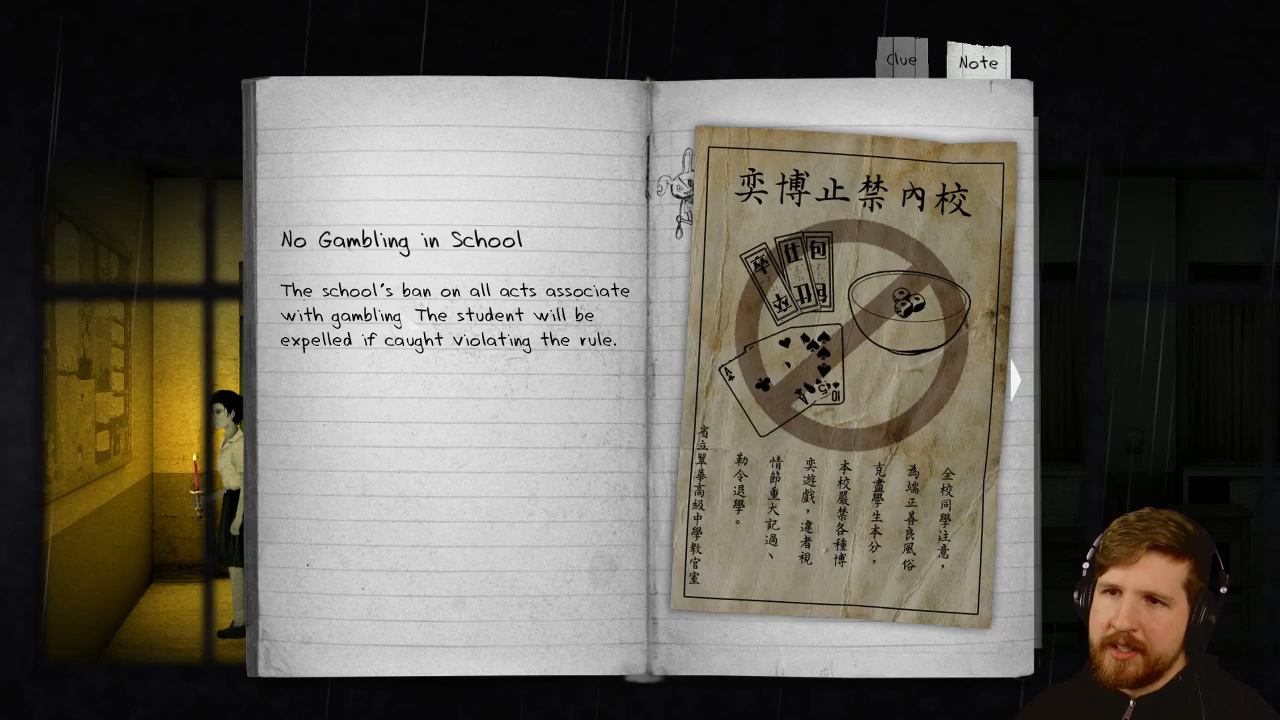 Clue
Note
No Gambling in School
The school's ban on all acts associate
with gambling The student will be
expelled if caught violating the rule.
校內禁止博奕
卒 仕 包
A
10
全校同學注意，
為端正善良風俗
克盡學生本分，
本校嚴禁各種博
奕遊戲，違者視
情節重大記過、
勒令退學。
省立翠華高級中學教官室